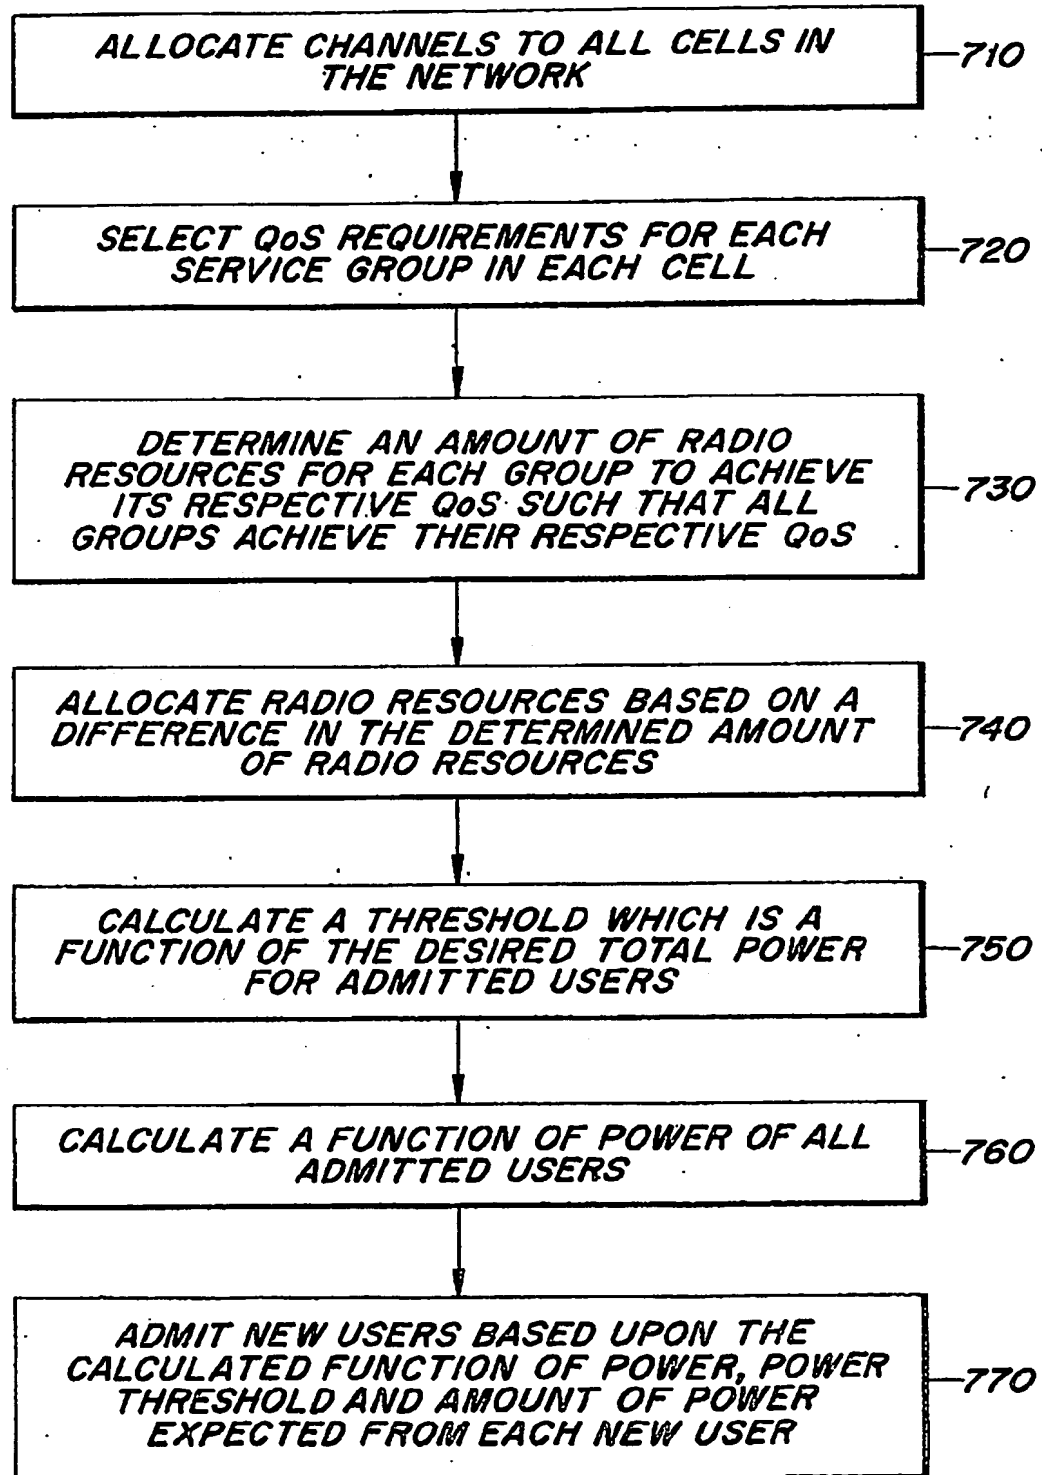 ALLOCATE CHANNELS TO ALL CELLS IN
THE NETWORK
710
SELECT QoS REQUIREMENTS FOR EACH
SERVICE GROUP IN EACH CELL
720
DETERMINE AN AMOUNT OF RADIO
RESOURCES FOR EACH GROUP TO ACHIEVE
ITS RESPECTIVE QoS SUCH THAT ALL
GROUPS ACHIEVE THEIR RESPECTIVE QoS
730
ALLOCATE RADIO RESOURCES BASED ON A
DIFFERENCE IN THE DETERMINED AMOUNT
OF RADIO RESOURCES
740
CALCULATE A THRESHOLD WHICH IS A
FUNCTION OF THE DESIRED TOTAL POWER
FOR ADMITTED USERS
750
CALCULATE A FUNCTION OF POWER OF ALL
ADMITTED USERS
760
ADMIT NEW USERS BASED UPON THE
CALCULATED FUNCTION OF POWER, POWER
THRESHOLD AND AMOUNT OF POWER
EXPECTED FROM EACH NEW USER
770